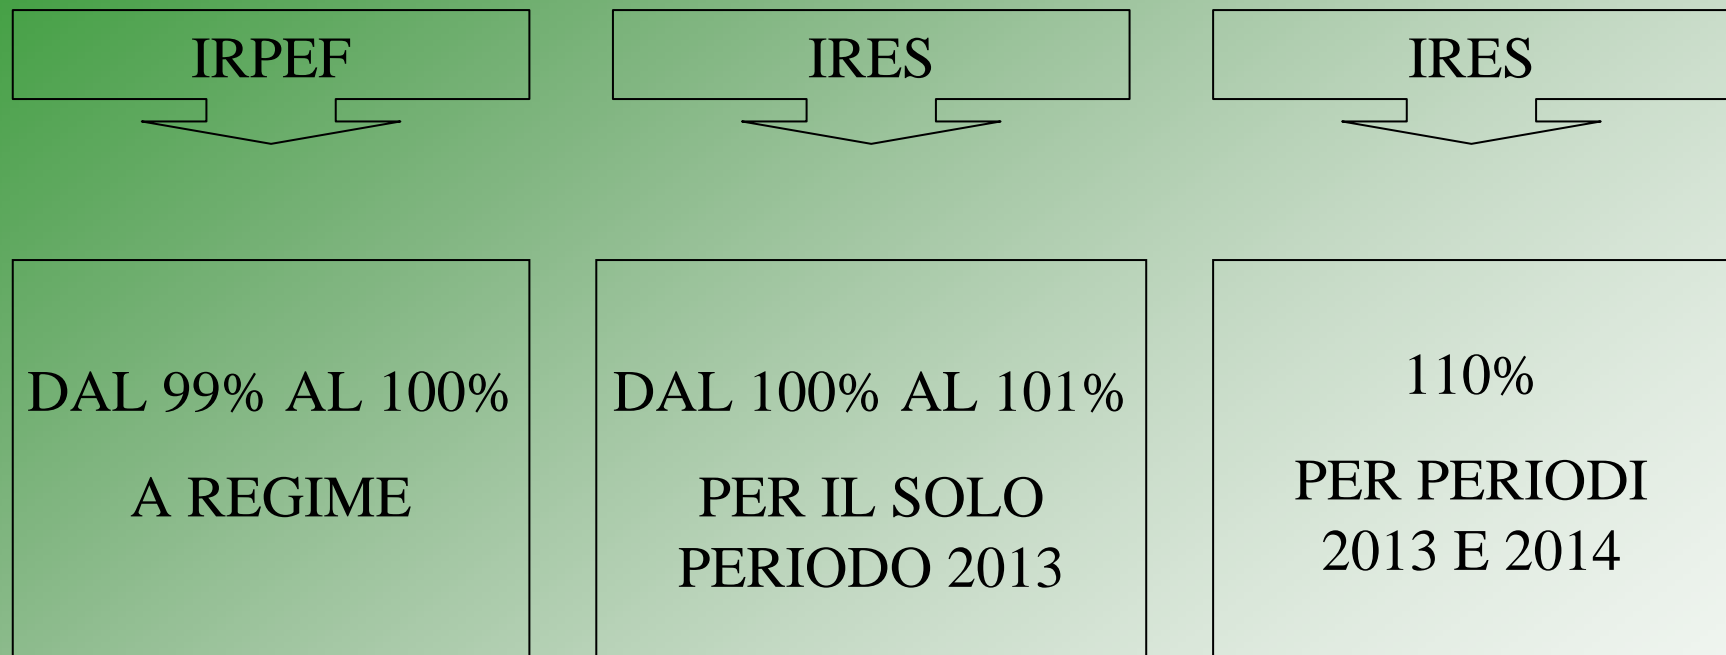 IRPEF
IRES
IRES
DAL 99% AL 100%
A REGIME
DAL 100% AL 101%
PER IL SOLO
PERIODO 2013
110%
PER PERIODI
2013 E 2014